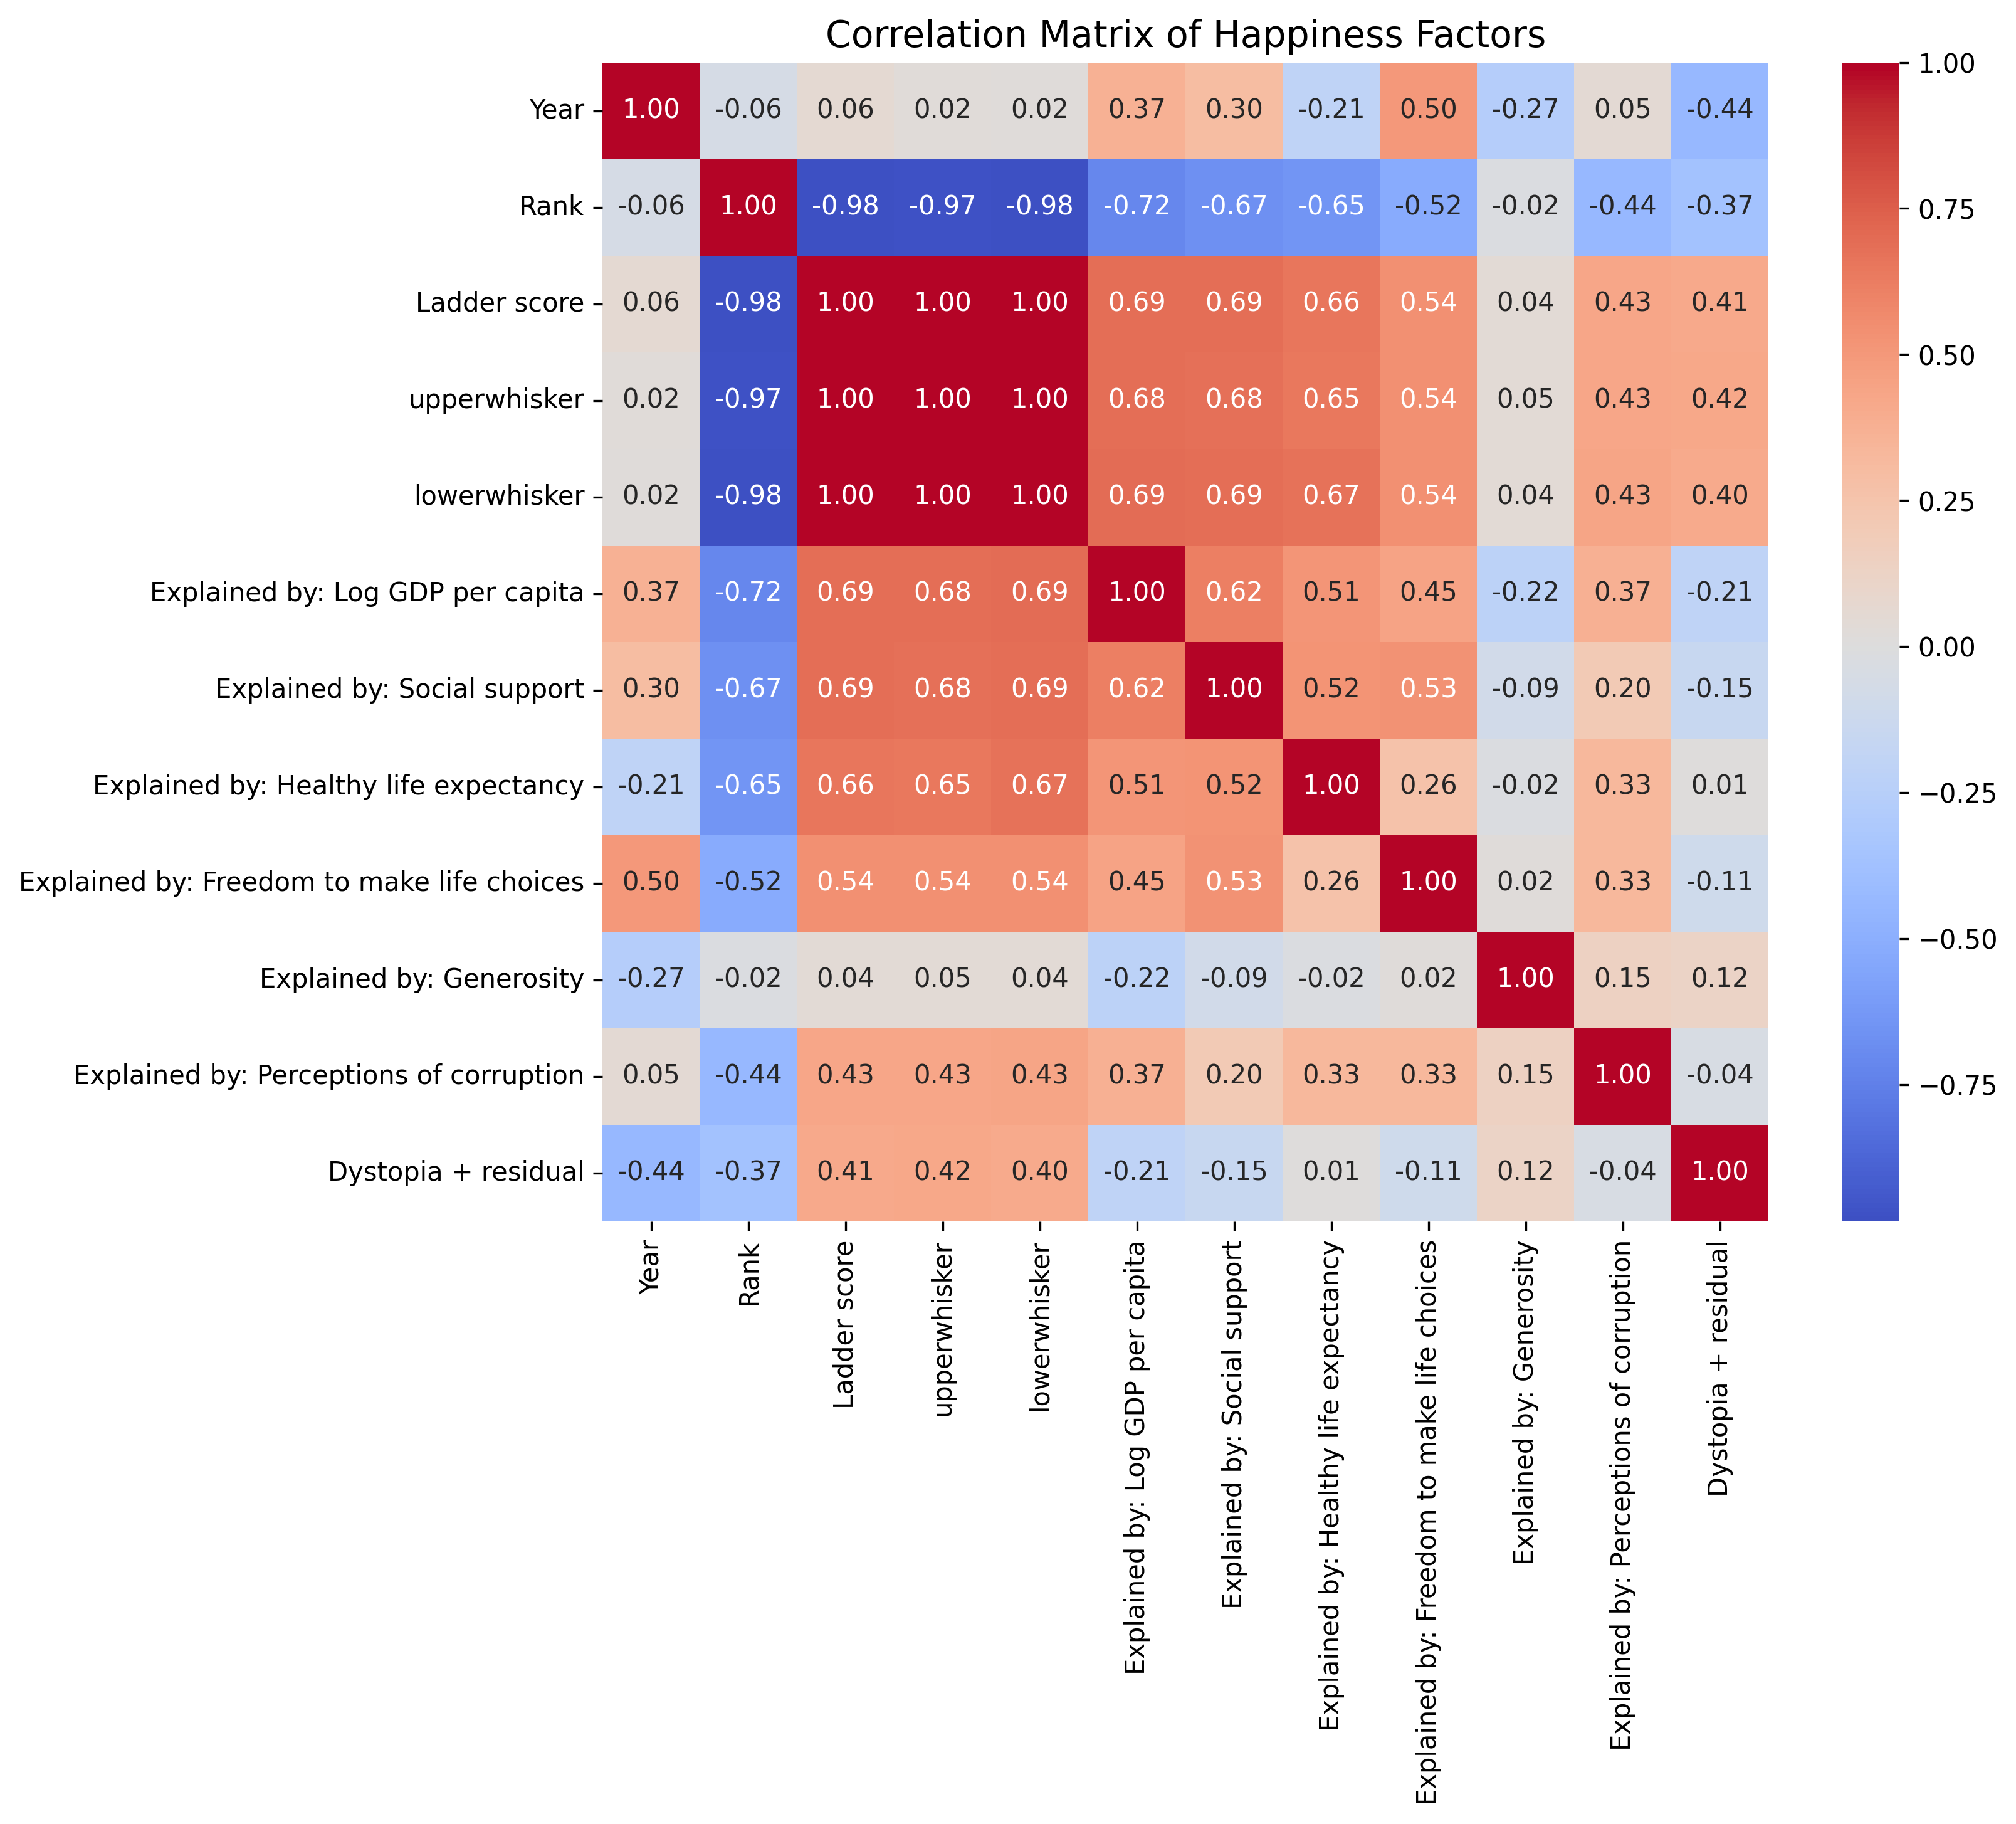 Correlation Matrix of Happiness Factors
Year 1.00 -0.06 0.06 0.02 0.02 0.37 0.30 -0.21 0.50 -0.27 0.05 -0.44
Rank -0.06 1.00 -0.98 -0.97 -0.98 -0.72 -0.67 -0.65 -0.52 -0.02 -0.44 -0.37
Ladder score 0.06 -0.98 1.00 1.00 1.00 0.69 0.69 0.66 0.54 0.04 0.43 0.41
upperwhisker 0.02 -0.97 1.00 1.00 1.00 0.68 0.68 0.65 0.54 0.05 0.43 0.42
lowerwhisker 0.02 -0.98 1.00 1.00 1.00 0.69 0.69 0.67 0.54 0.04 0.43 0.40
Explained by: Log GDP per capita 0.37 -0.72 0.69 0.68 0.69 1.00 0.62 0.51 0.45 -0.22 0.37 -0.21
Explained by: Social support 0.30 -0.67 0.69 0.68 0.69 0.62 1.00 0.52 0.53 -0.09 0.20 -0.15
Explained by: Healthy life expectancy -0.21 -0.65 0.66 0.65 0.67 0.51 0.52 1.00 0.26 -0.02 0.33 0.01
Explained by: Freedom to make life choices 0.50 -0.52 0.54 0.54 0.54 0.45 0.53 0.26 1.00 0.02 0.33 -0.11
Explained by: Generosity -0.27 -0.02 0.04 0.05 0.04 -0.22 -0.09 -0.02 0.02 1.00 0.15 0.12
Explained by: Perceptions of corruption 0.05 -0.44 0.43 0.43 0.43 0.37 0.20 0.33 0.33 0.15 1.00 -0.04
Dystopia + residual -0.44 -0.37 0.41 0.42 0.40 -0.21 -0.15 0.01 -0.11 0.12 -0.04 1.00
Year
Rank
Ladder score
upperwhisker
lowerwhisker
Explained by: Log GDP per capita
Explained by: Social support
Explained by: Healthy life expectancy
Explained by: Freedom to make life choices
Explained by: Generosity
Explained by: Perceptions of corruption
Dystopia + residual
1.00
0.75
0.50
0.25
0.00
−0.25
−0.50
−0.75